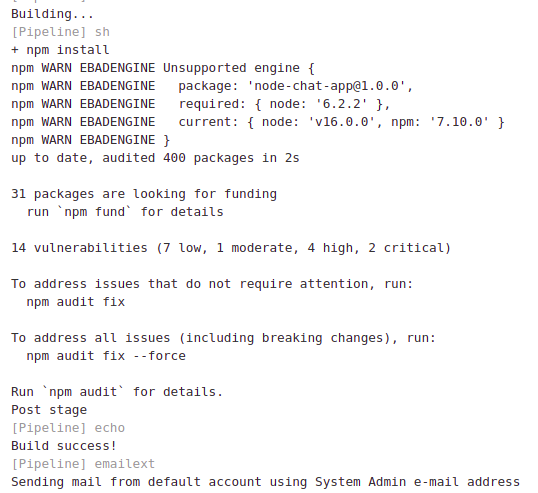 Building...
[Pipeline] sh
+ npm install
npm WARN EBADENGINE Unsupported engine {
npm WARN EBADENGINE   package: 'node-chat-app@1.0.0',
npm WARN EBADENGINE   required: { node: '6.2.2' },
npm WARN EBADENGINE   current: { node: 'v16.0.0', npm: '7.10.0' }
npm WARN EBADENGINE }
up to date, audited 400 packages in 2s

31 packages are looking for funding
  run `npm fund` for details

14 vulnerabilities (7 low, 1 moderate, 4 high, 2 critical)

To address issues that do not require attention, run:
  npm audit fix

To address all issues (including breaking changes), run:
  npm audit fix --force

Run `npm audit` for details.
Post stage
[Pipeline] echo
Build success!
[Pipeline] emailext
Sending mail from default account using System Admin e-mail address